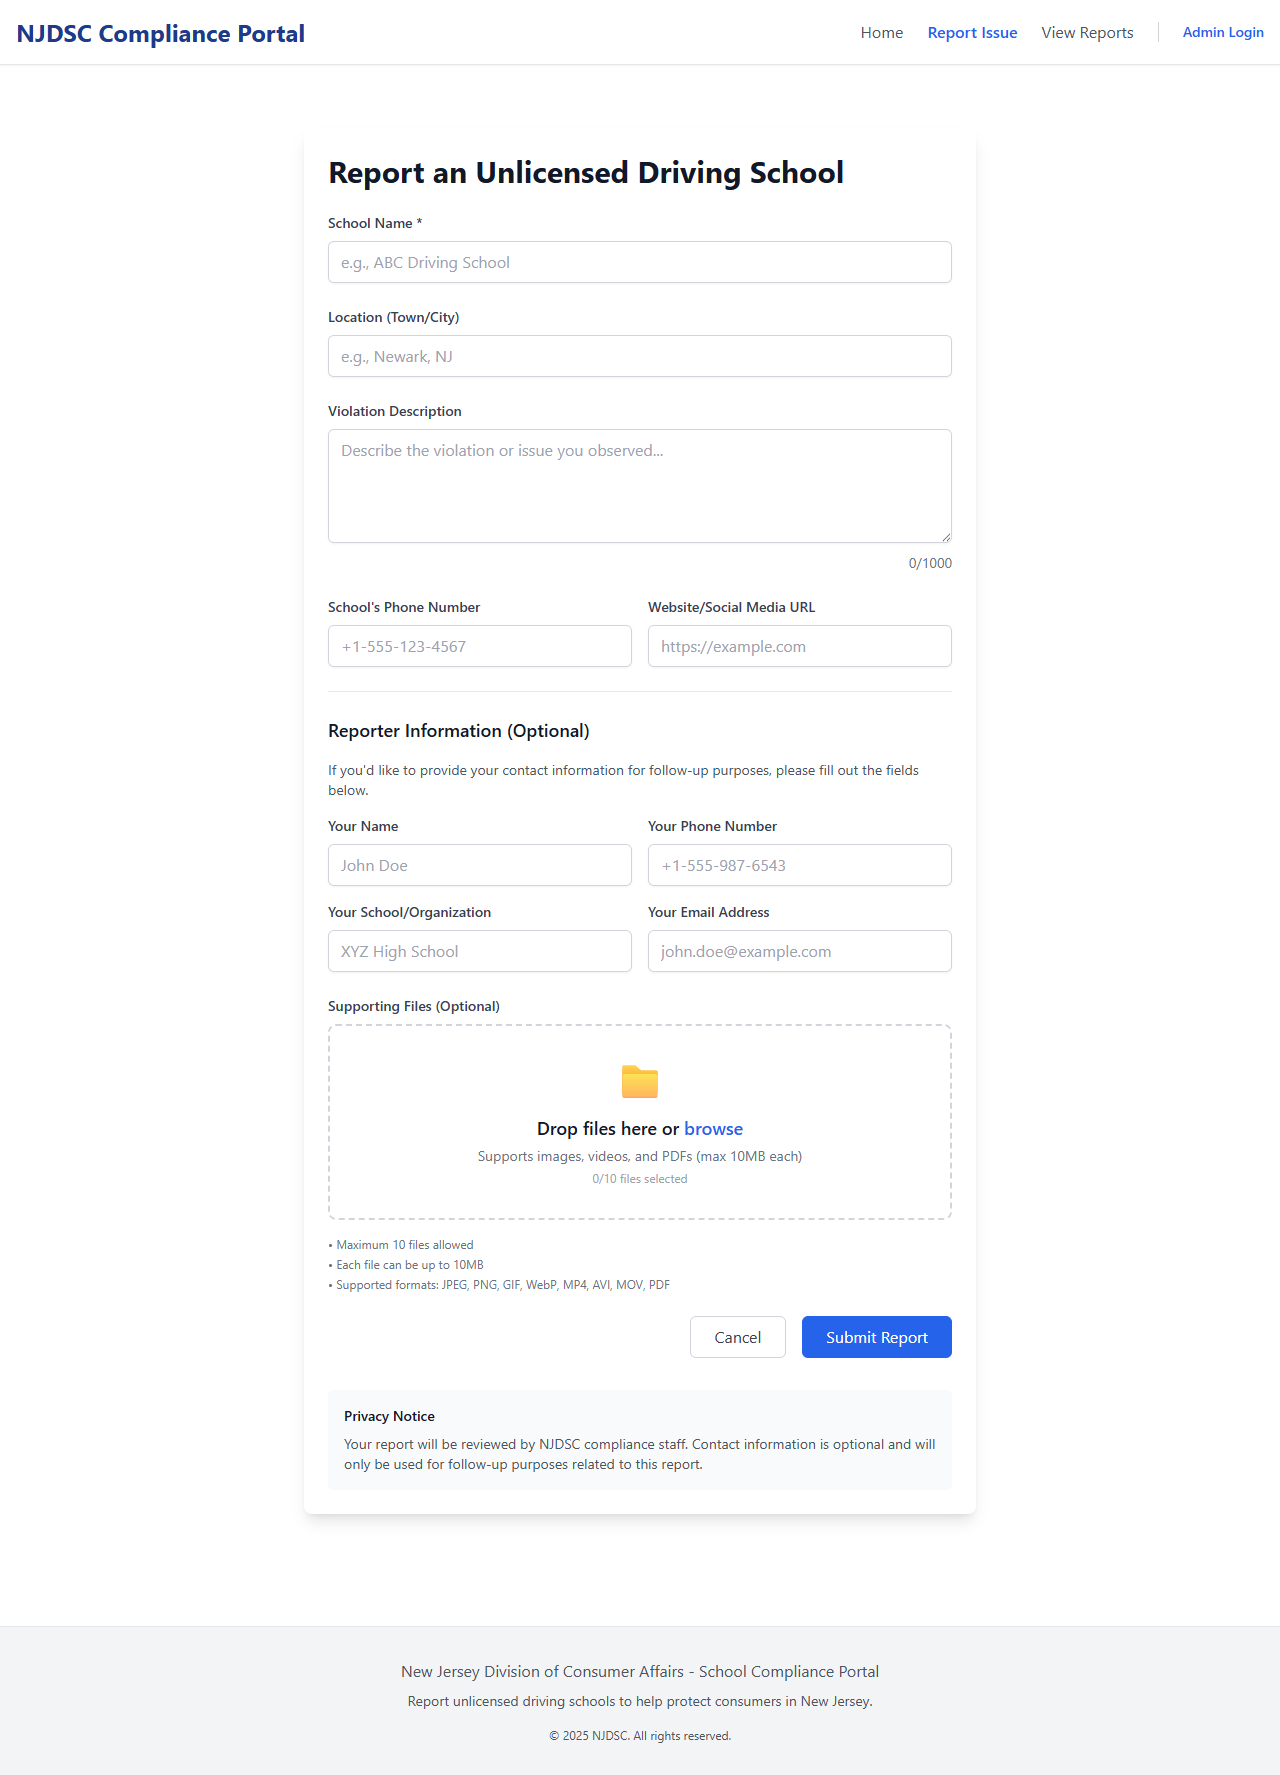 NJDSC Compliance Portal
Home
Report Issue
View Reports
Admin Login
Report an Unlicensed Driving School
School Name *
e.g., ABC Driving School
Location (Town/City)
e.g., Newark, NJ
Violation Description
Describe the violation or issue you observed...
0/1000
School's Phone Number
Website/Social Media URL
+1-555-123-4567
https://example.com
Reporter Information (Optional)
If you'd like to provide your contact information for follow-up purposes, please fill out the fields
below.
Your Name
Your Phone Number
John Doe
+1-555-987-6543
Your School/Organization
Your Email Address
XYZ High School
john.doe@example.com
Supporting Files (Optional)
Drop files here or browse
Supports images, videos, and PDFs (max 10MB each)
0/10 files selected
• Maximum 10 files allowed
• Each file can be up to 10MB
• Supported formats: JPEG, PNG, GIF, WebP, MP4, AVI, MOV, PDF
Cancel
Submit Report
Privacy Notice
Your report will be reviewed by NJDSC compliance staff. Contact information is optional and will
only be used for follow-up purposes related to this report.
New Jersey Division of Consumer Affairs - School Compliance Portal
Report unlicensed driving schools to help protect consumers in New Jersey.
© 2025 NJDSC. All rights reserved.